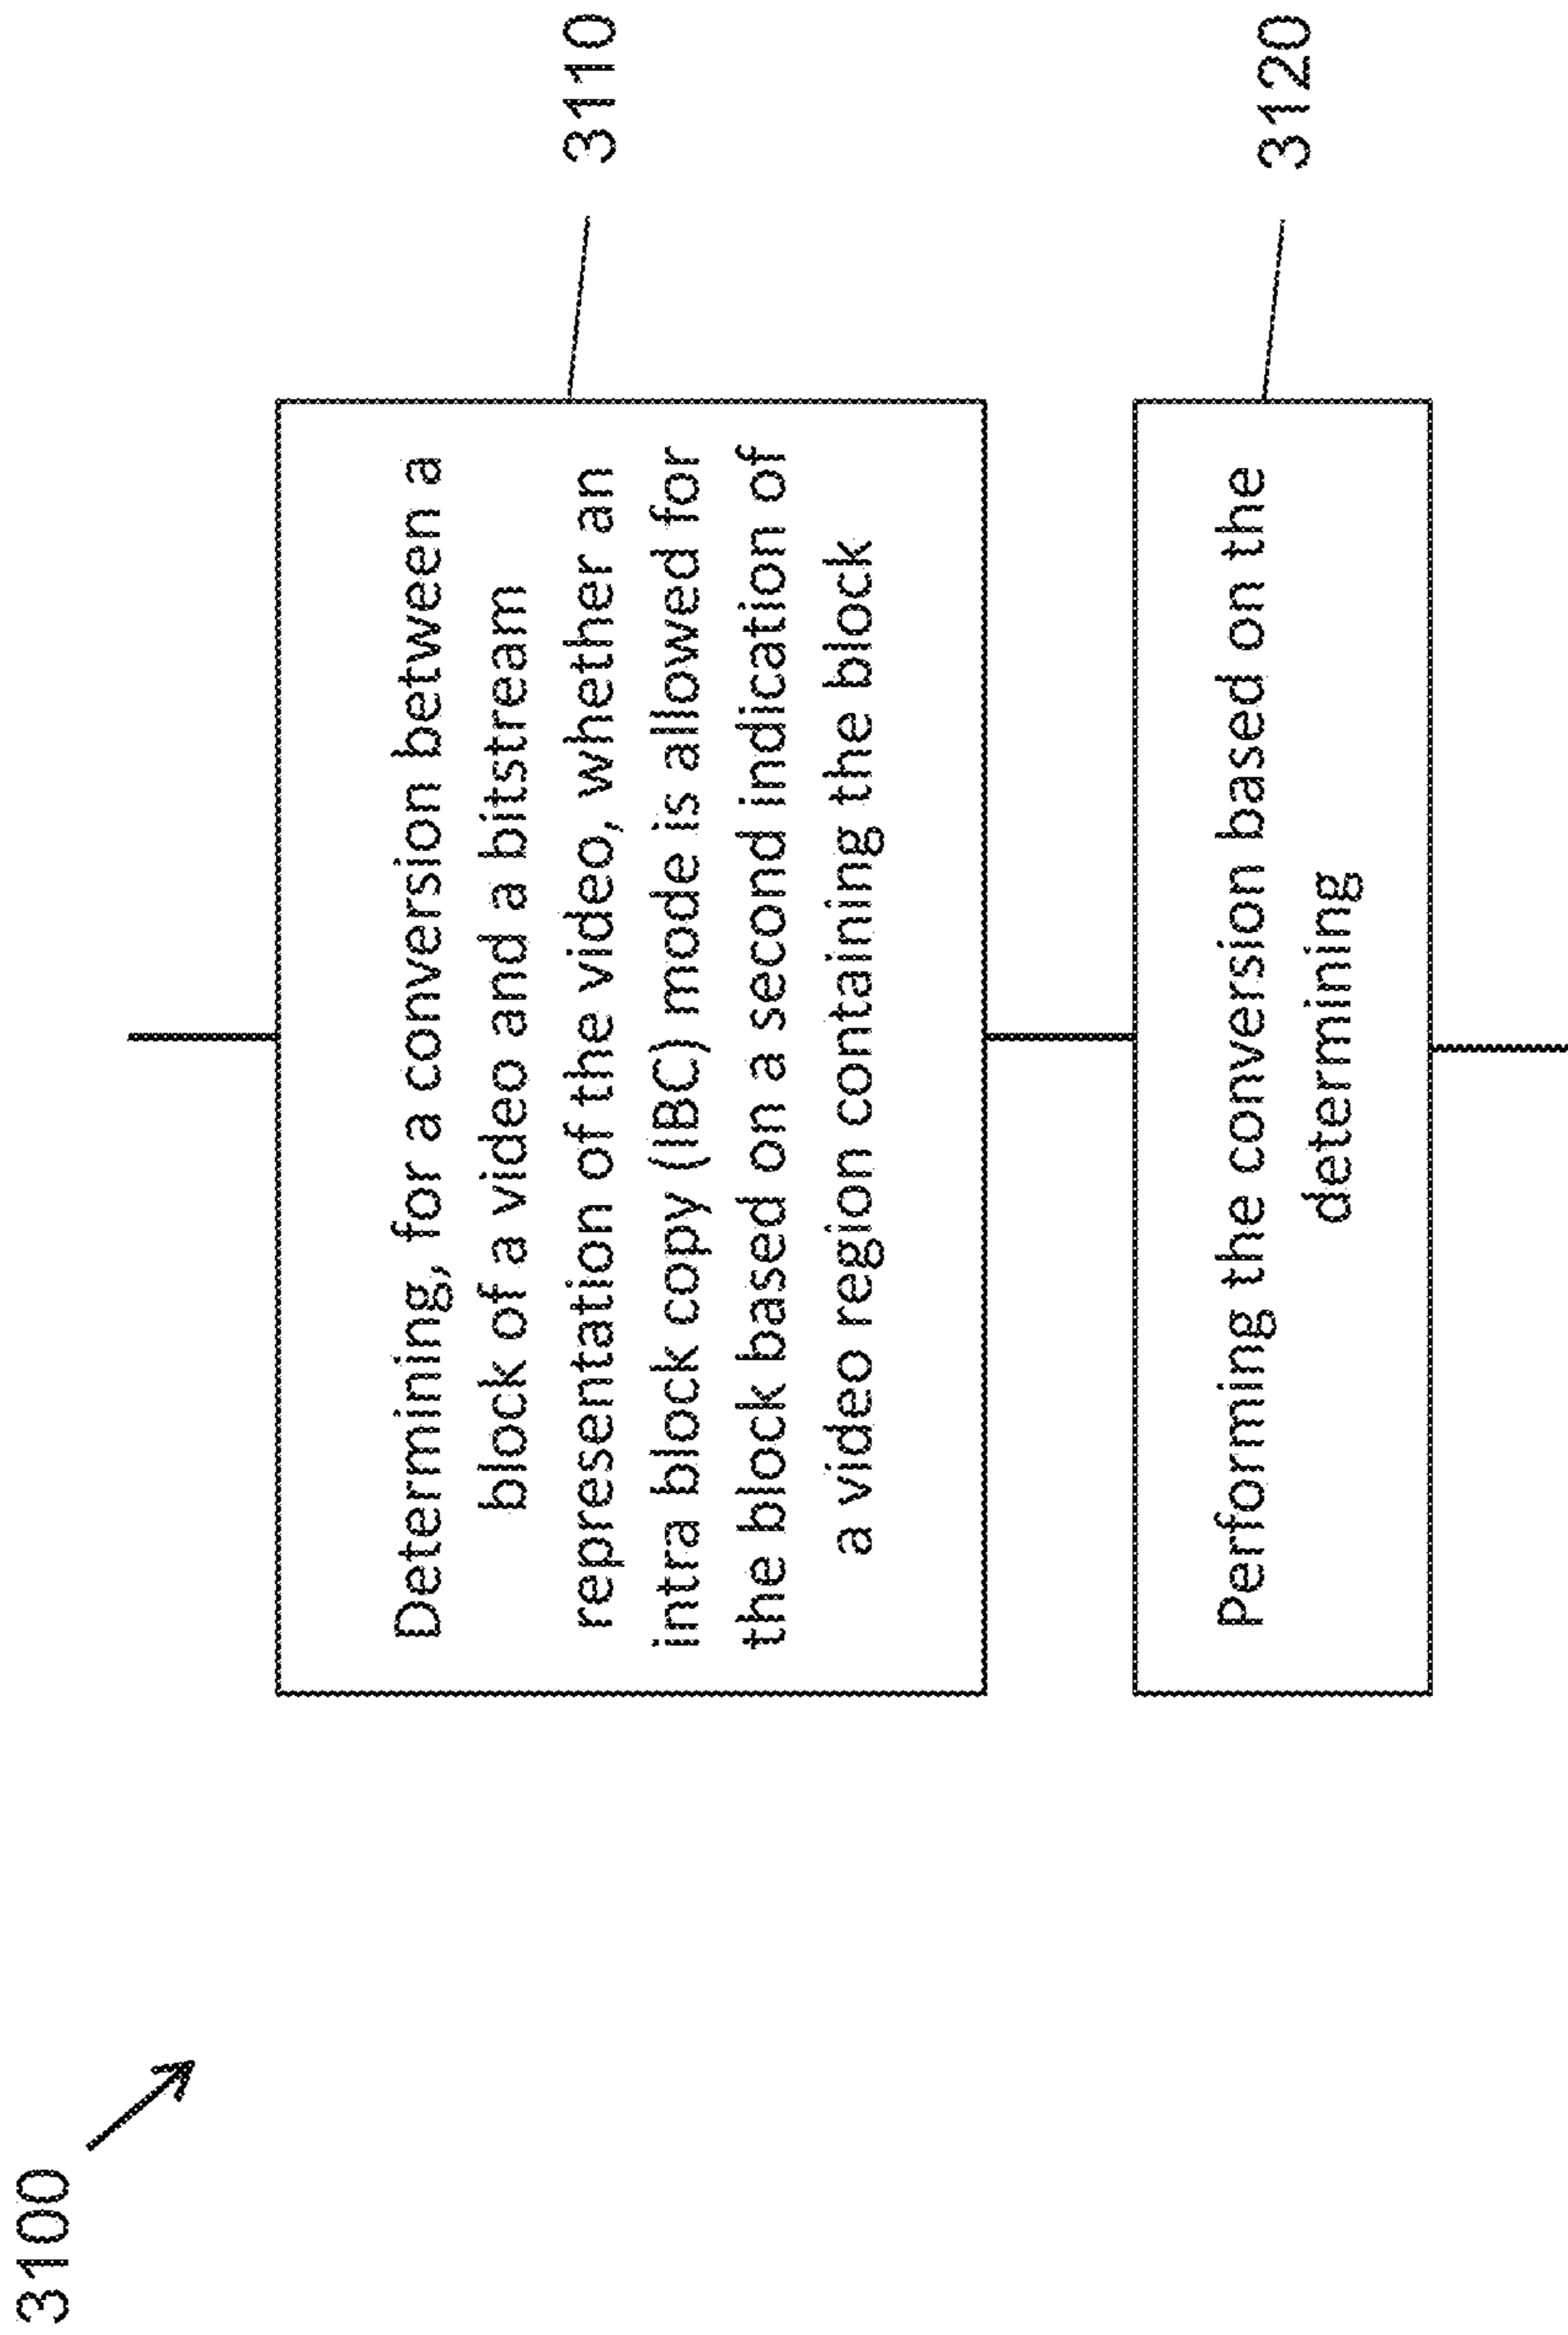 3100
Determining, for a conversion between a
block of a video and a bitstream
representation of the video, whether an
intra block copy (IBC) mode is allowed for
the block based on a second indication of
a video region containing the block
3110
Performing the conversion based on the
determining
3120